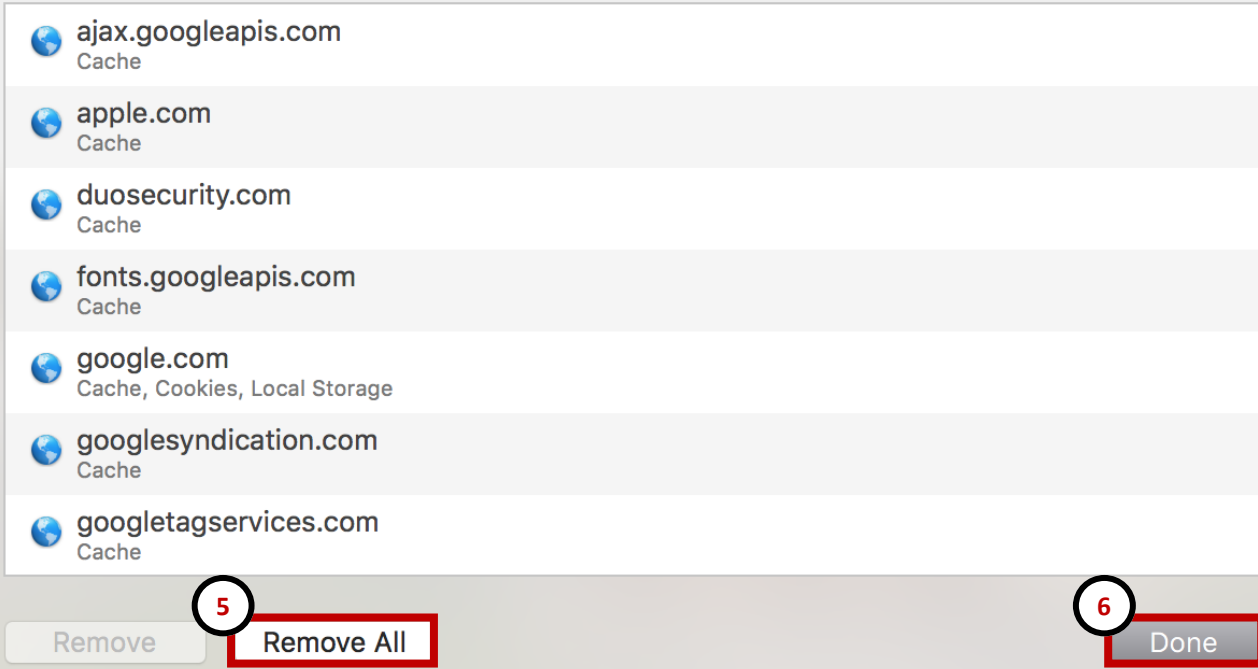 ajax.googleapis.com
Cache
apple.com
Cache
duosecurity.com
Cache
fonts.googleapis.com
Cache
google.com
Cache, Cookies, Local Storage
googlesyndication.com
Cache
googletagservices.com
Cache
5
6
Remove
Remove All
Done